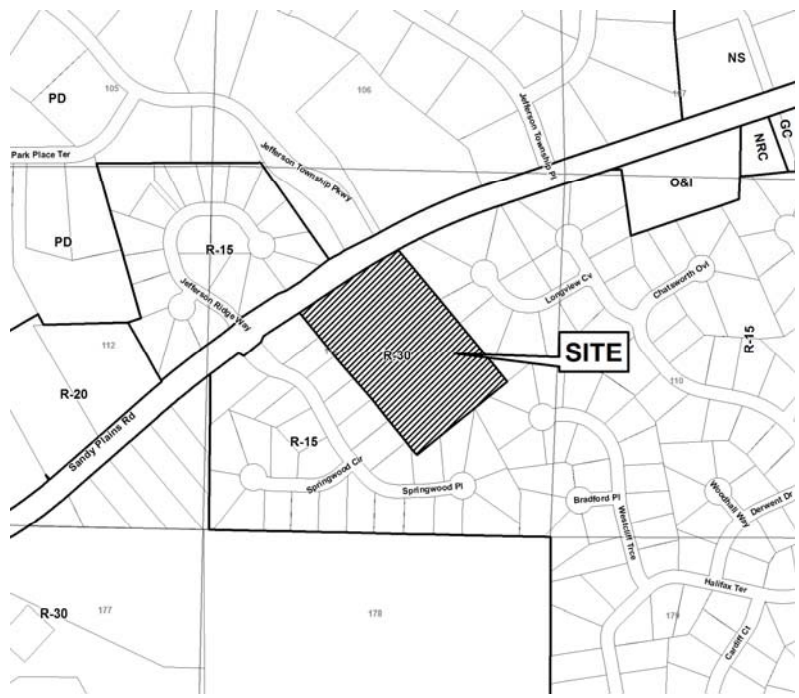 NS
PD
105
106
107
GC
NRC
Park Place Ter
Jefferson Township Pkwy
Jefferson Township Pl
O&I
R-15
PD
Jefferson Ridge Way
Longview Cv
Chatsworth Ovl
R-15
112
R-30
SITE
R-20
110
Sandy Plains Rd
R-15
Springwood Cir
Springwood Pl
Bradford Pl
Westcliff Trce
Woodhall Way
Derwent Dr
Halifax Ter
Cardiff Ct
R-30
177
178
179